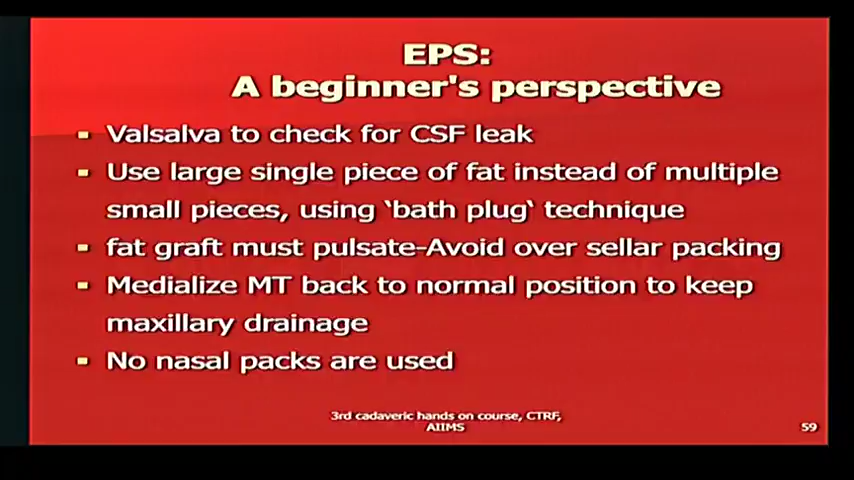 EPS:
A beginner's perspective
Valsalva to check for CSF leak
Use large single piece of fat instead of multiple
small pieces, using ‘bath plug‘ technique
fat graft must pulsate-Avoid over sellar packing
Medialize MT back to normal position to keep
maxillary drainage
No nasal packs are used
3rd cadaveric hands on course, CTRF,
AIIMS
59